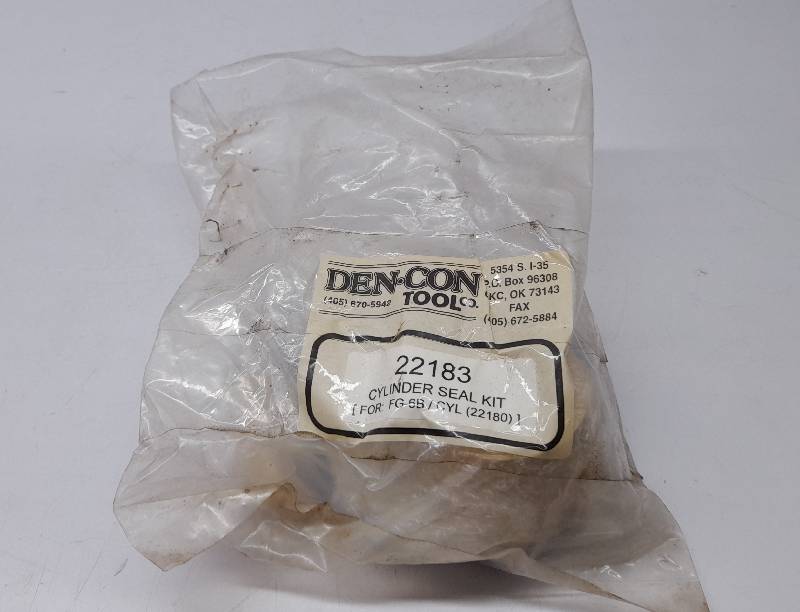 DEN·CON
TOOL CO.
(405) 670-5942
5354 S. I-35
P.O. Box 96308
OKC, OK 73143
FAX
(405) 672-5884
22183
CYLINDER SEAL KIT
[ FOR: FG-6B / CYL (22180) ]